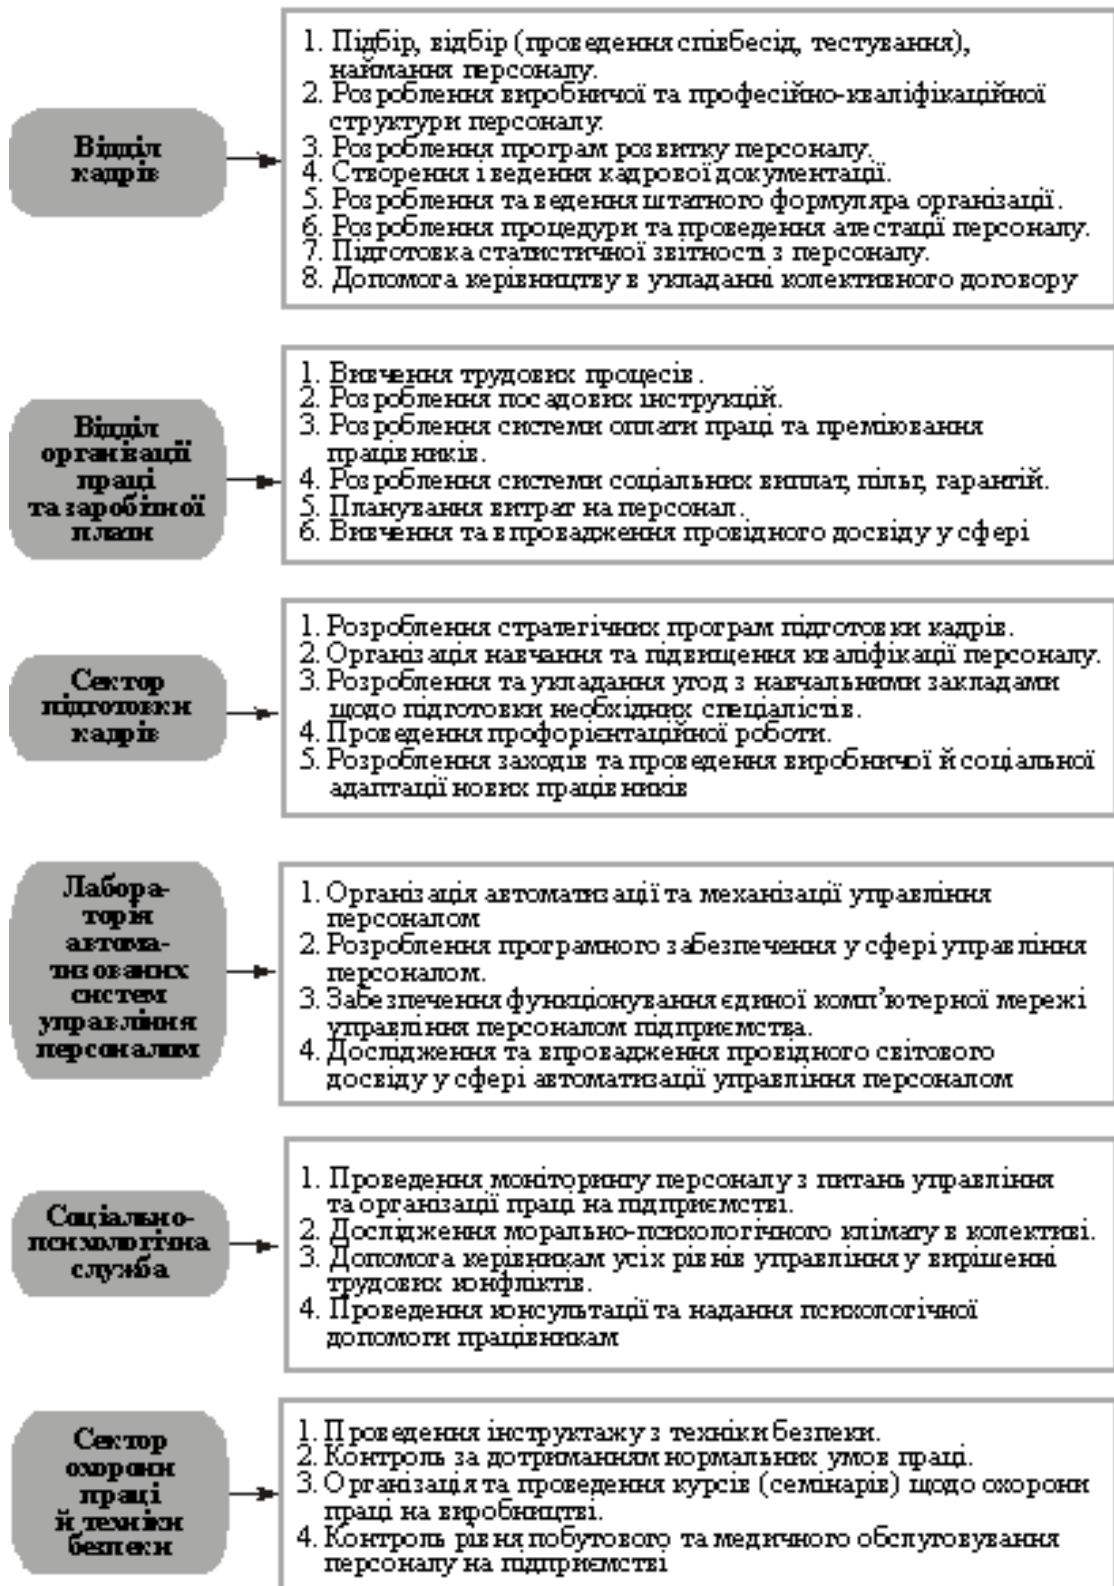 Відділ
кадрів
1. Підбір, відбір (проведення співбесід, тестування),
наймання персоналу.
2. Розроблення виробничої та професійно-кваліфікаційної
структури персоналу.
3. Розроблення програм розвитку персоналу.
4. Створення і ведення кадрової документації.
5. Розроблення та ведення штатного формуляра організації.
6. Розроблення процедури та проведення атестації персоналу.
7. Підготовка статистичної звітності з персоналу.
8. Допомога керівництву в укладанні колективного договору
Відділ
організації
праці
та заробітної
плати
1. Вивчення трудових процесів.
2. Розроблення посадових інструкцій.
3. Розроблення системи оплати праці та преміювання
працівників.
4. Розроблення системи соціальних виплат, пільг, гарантій.
5. Планування витрат на персонал.
6. Вивчення та впровадження провідного досвіду у сфері
Сектор
підготовки
кадрів
1. Розроблення стратегічних програм підготовки кадрів.
2. Організація навчання та підвищення кваліфікації персоналу.
3. Розроблення та укладання угод з навчальними закладами
щодо підготовки необхідних спеціалістів.
4. Проведення профорієнтаційної роботи.
5. Розроблення заходів та проведення виробничої й соціальної
адаптації нових працівників
Лабора-
торія
автома-
тизованих
систем
управління
персоналом
1. Організація автоматизації та механізації управління
персоналом
2. Розроблення програмного забезпечення у сфері управління
персоналом.
3. Забезпечення функціонування єдиної комп’ютерної мережі
управління персоналом підприємства.
4. Дослідження та впровадження провідного світового
досвіду у сфері автоматизації управління персоналом
Соціально-
психологічна
служба
1. Проведення моніторингу персоналу з питань управління
та організації праці на підприємстві.
2. Дослідження морально-психологічного клімату в колективі.
3. Допомога керівникам усіх рівнів управління у вирішенні
трудових конфліктів.
4. Проведення консультації та надання психологічної
допомоги працівникам
Сектор
охорони
праці
й техніки
безпеки
1. Проведення інструктажу з техніки безпеки.
2. Контроль за дотриманням нормальних умов праці.
3. Організація та проведення курсів (семінарів) щодо охорони
праці на виробництві.
4. Контроль рівня побутового та медичного обслуговування
персоналу на підприємстві